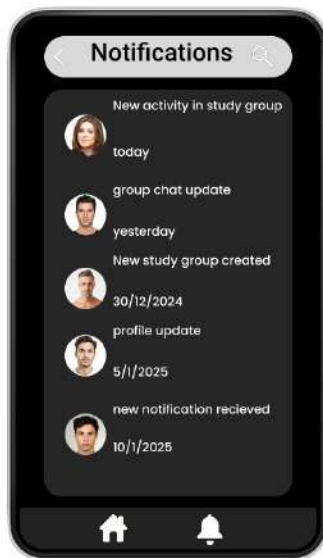 Notifications
New activity in study group
today
group chat update
yesterday
New study group created
30/12/2024
profile update
5/1/2025
new notification recieved
10/1/2025